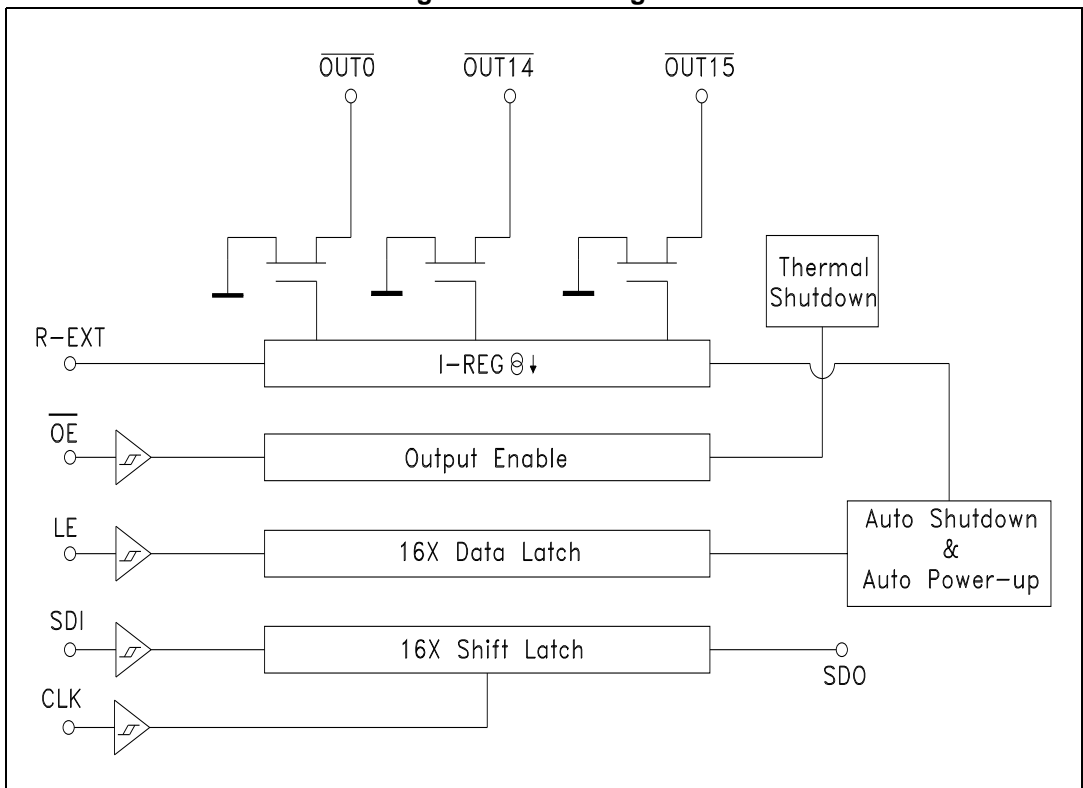 OUT0 OUT14 OUT15
Thermal
Shutdown
R-EXT
I-REG
OE
Output Enable
LE
16X Data Latch
Auto Shutdown
&
Auto Power-up
SDI
16X Shift Latch
SDO
CLK